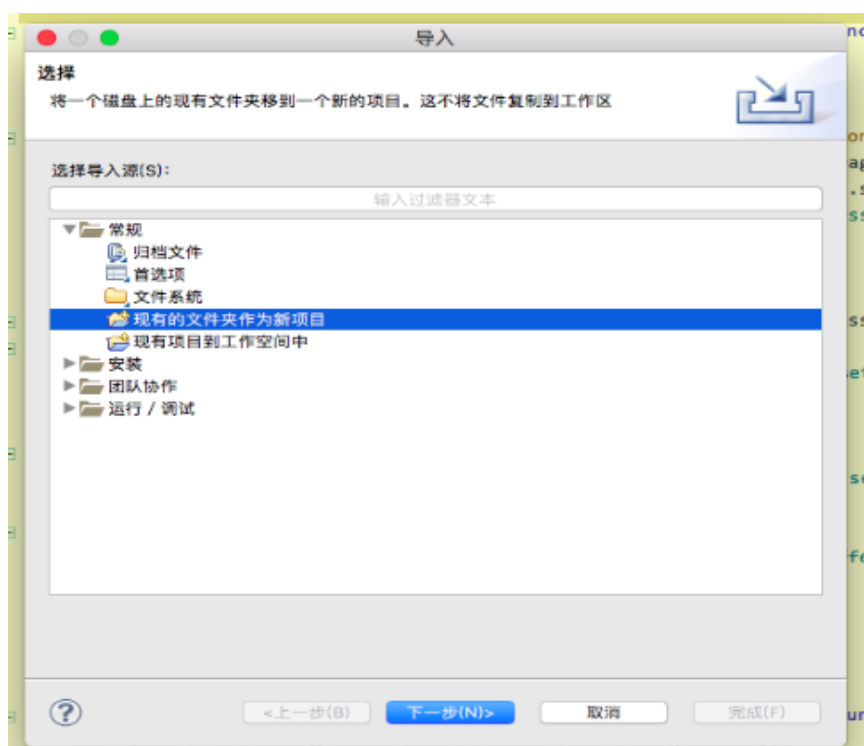 导入
选择
将一个磁盘上的现有文件夹移到一个新的项目。这不将文件复制到工作区
选择导入源(S):
输入过滤器文本
常规
归档文件
首选项
文件系统
现有的文件夹作为新项目
现有项目到工作空间中
安装
团队协作
运行 / 调试
<上一步(B)
下一步(N)>
取消
完成(F)